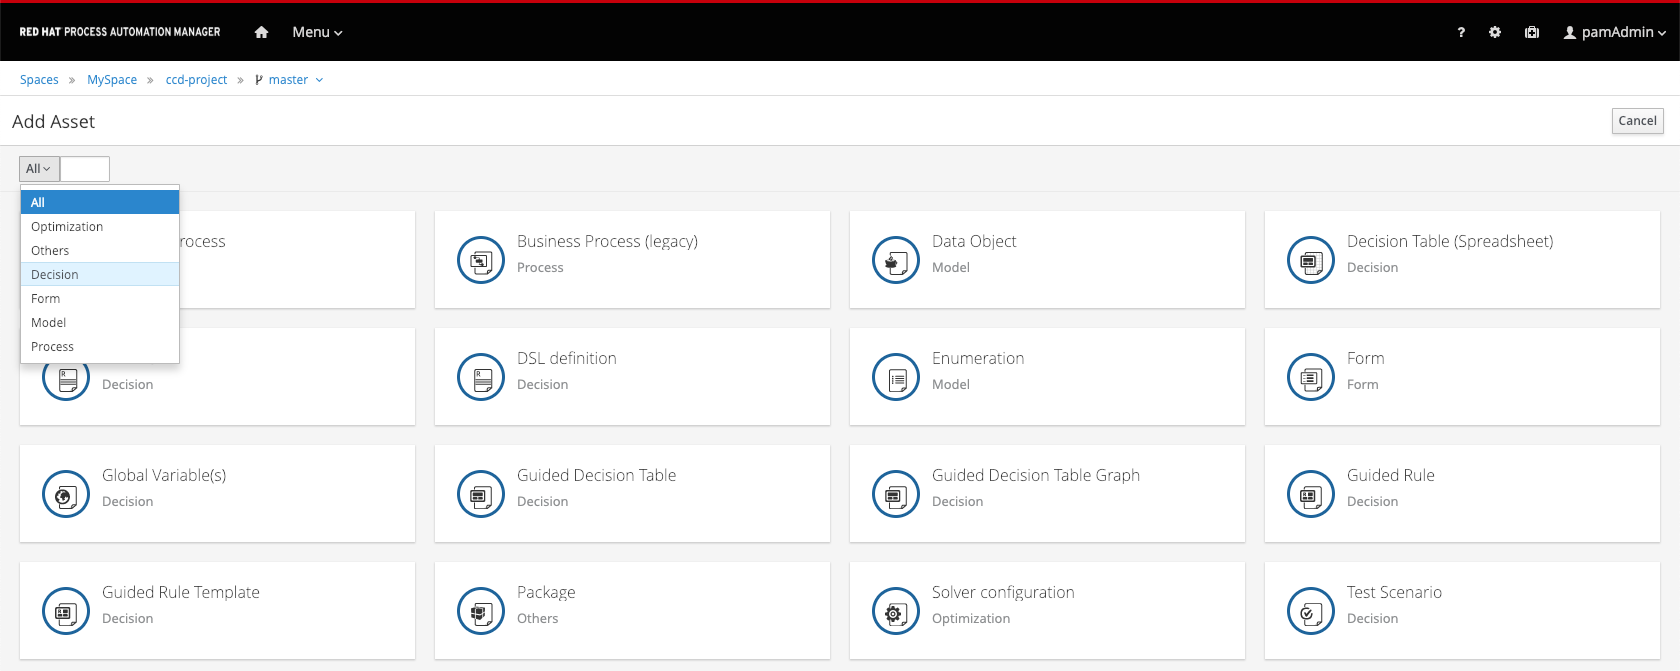 RED HAT PROCESS AUTOMATION MANAGER Menu ? pamAdmin
Spaces » MySpace » ccd-project » master
Add Asset Cancel
All
All
Optimization
Others
Decision
Form
Model
Process
rocess
Business Process (legacy)
Process
Data Object
Model
Decision Table (Spreadsheet)
Decision
Decision
DSL definition
Decision
Enumeration
Model
Form
Form
Global Variable(s)
Decision
Guided Decision Table
Decision
Guided Decision Table Graph
Decision
Guided Rule
Decision
Guided Rule Template
Decision
Package
Others
Solver configuration
Optimization
Test Scenario
Decision